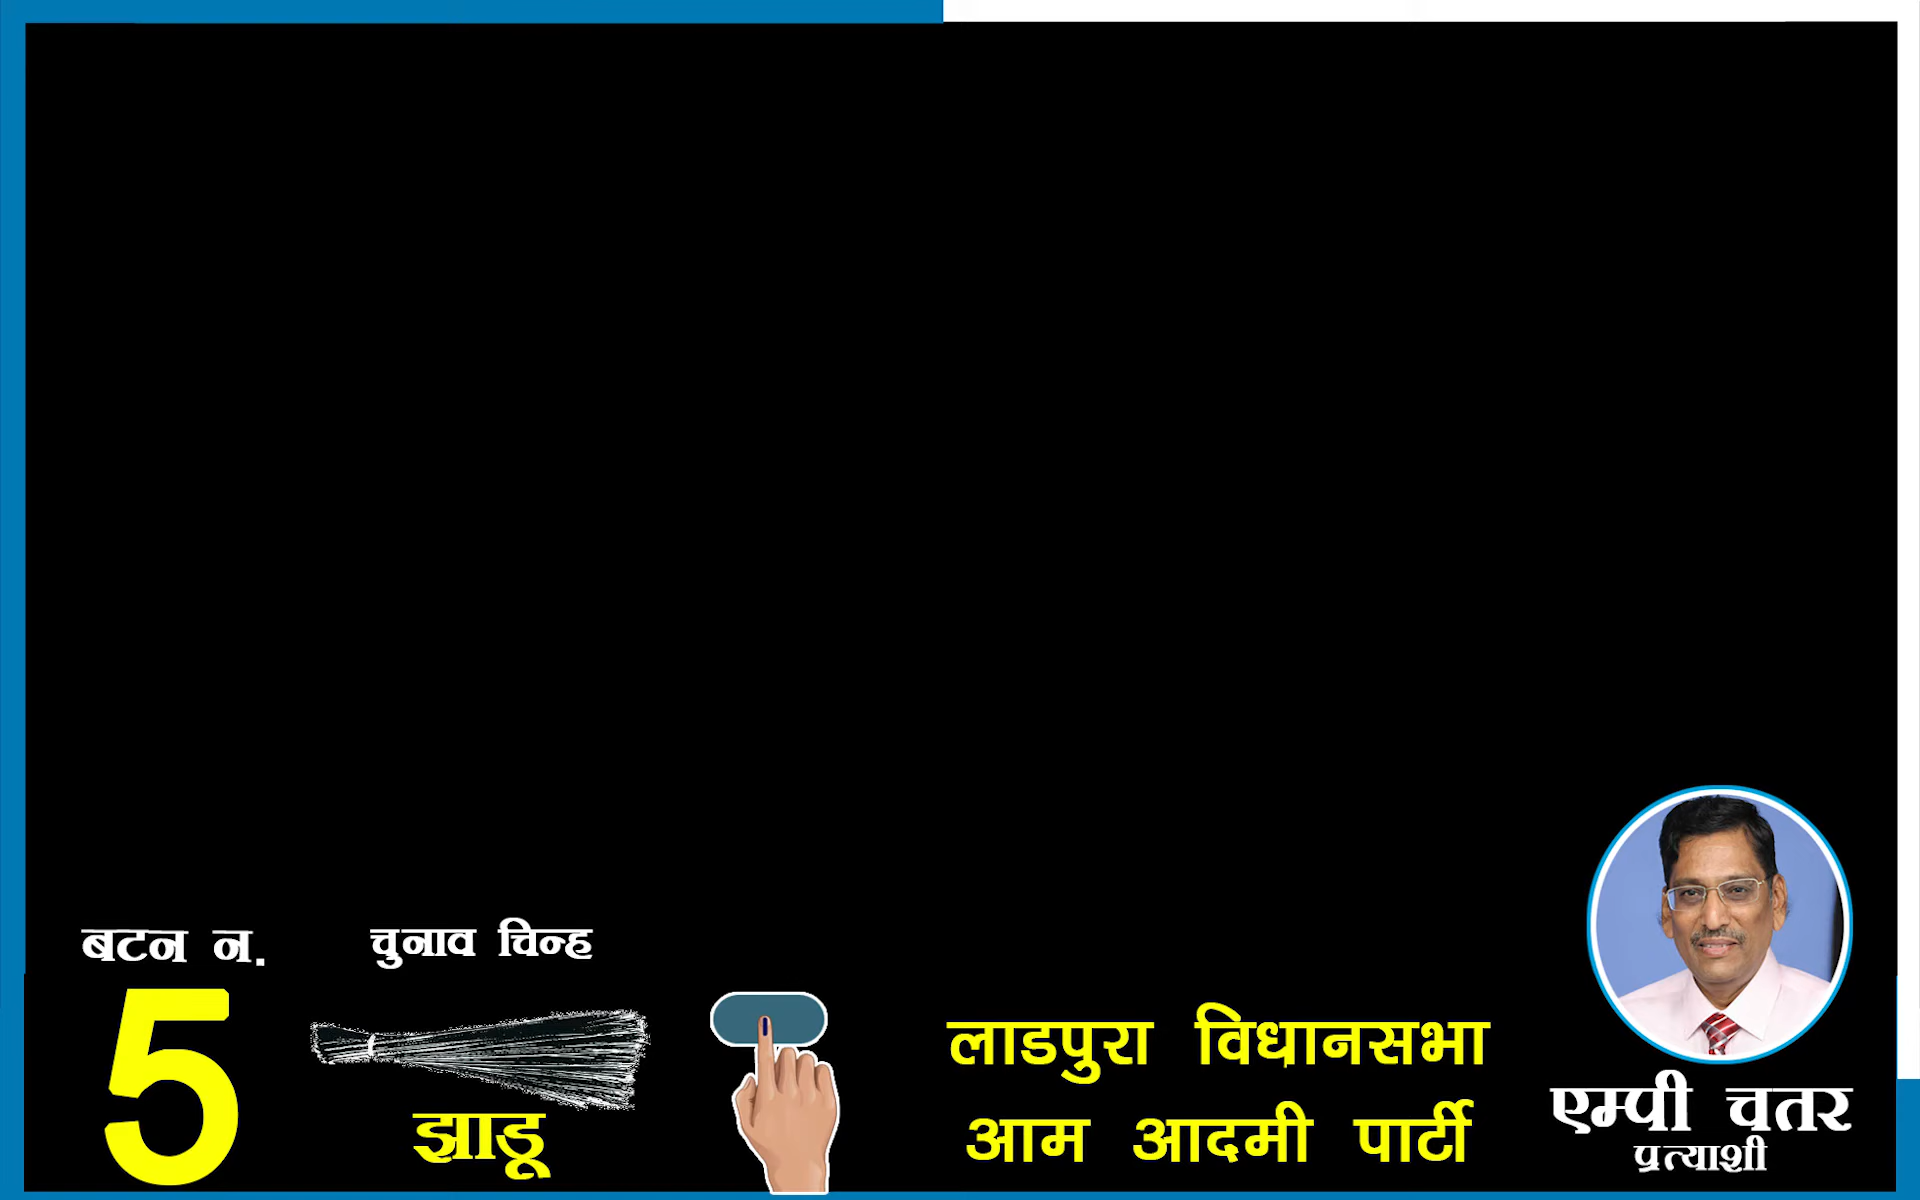 बटन न.
5
चुनाव चिन्ह
झाडू
लाडपुरा विधानसभा
आम आदमी पार्टी
एम्पी चतर
प्रत्याशी